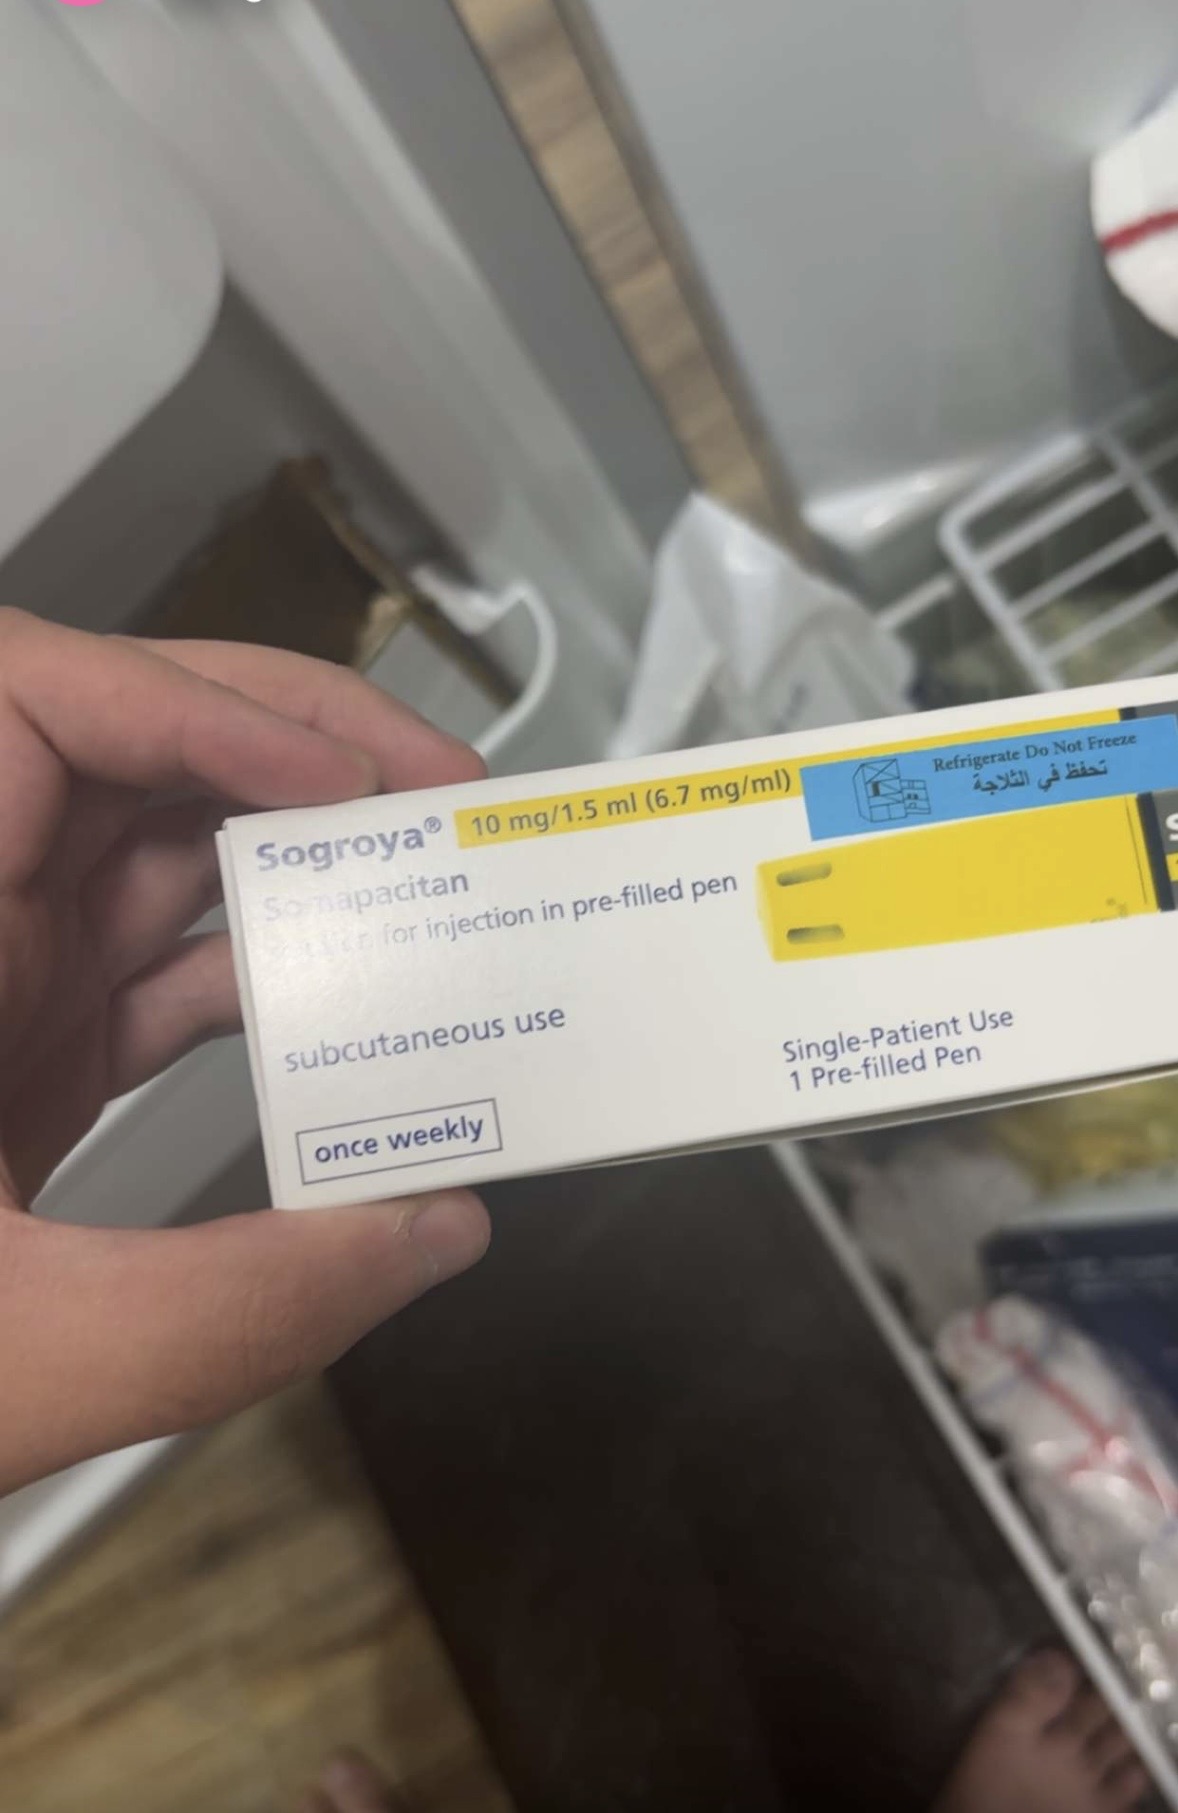 Sogroya® 10 mg/1.5 ml (6.7 mg/ml)
Refrigerate Do Not Freeze
تحفظ في الثلاجة
Somapacitan
for injection in pre-filled pen
subcutaneous use
Single-Patient Use
1 Pre-filled Pen
once weekly